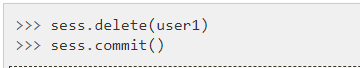 >>> sess.delete(user1)
>>> sess.commit()